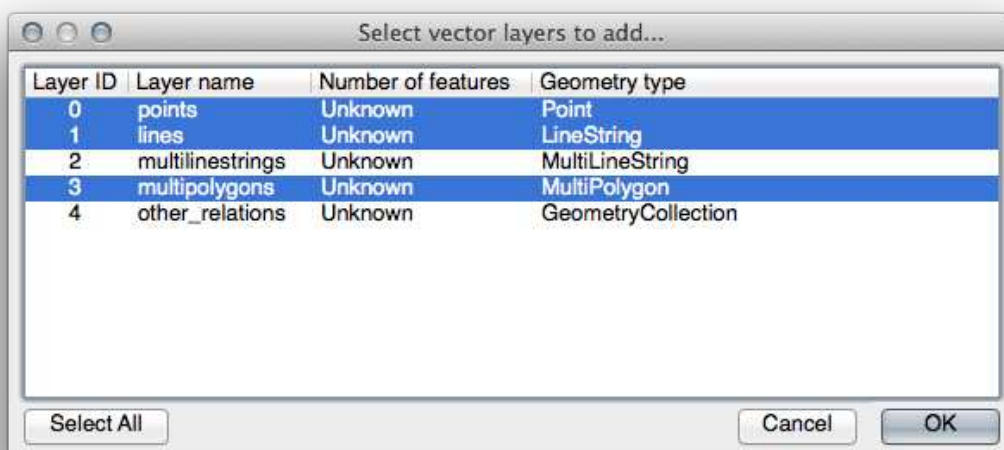 Select vector layers to add...
Layer ID Layer name Number of features Geometry type
0 points Unknown Point
1 lines Unknown LineString
2 multilinestrings Unknown MultiLineString
3 multipolygons Unknown MultiPolygon
4 other_relations Unknown GeometryCollection
Select All Cancel OK